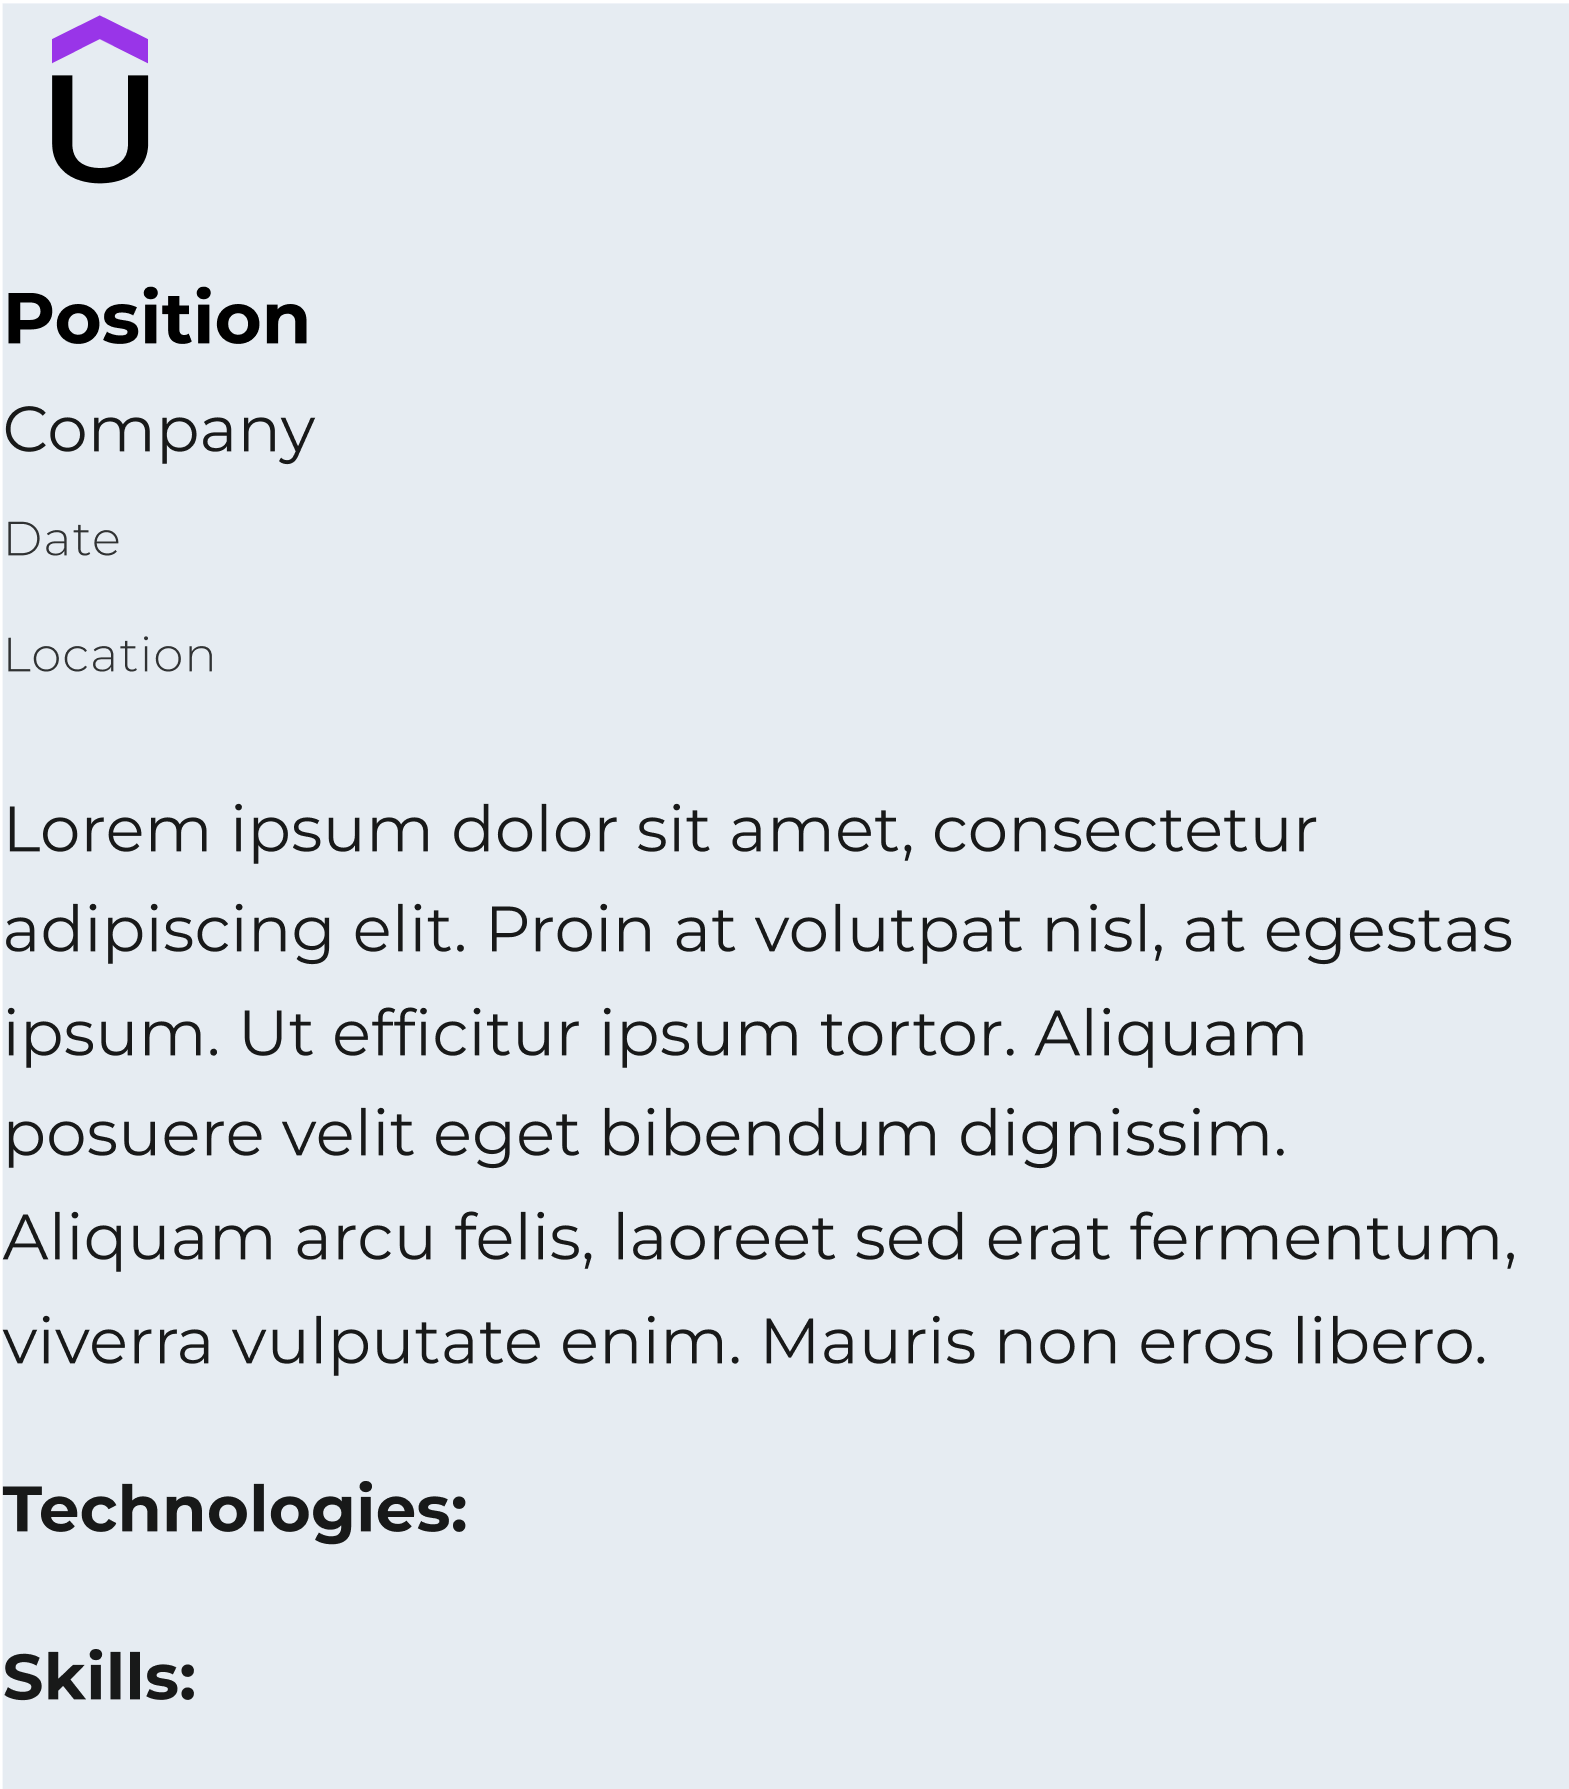 Û
Position
Company
Date
Location
Lorem ipsum dolor sit amet, consectetur
adipiscing elit. Proin at volutpat nisl, at egestas
ipsum. Ut efficitur ipsum tortor. Aliquam
posuere velit eget bibendum dignissim.
Aliquam arcu felis, laoreet sed erat fermentum,
viverra vulputate enim. Mauris non eros libero.
Technologies:
Skills: